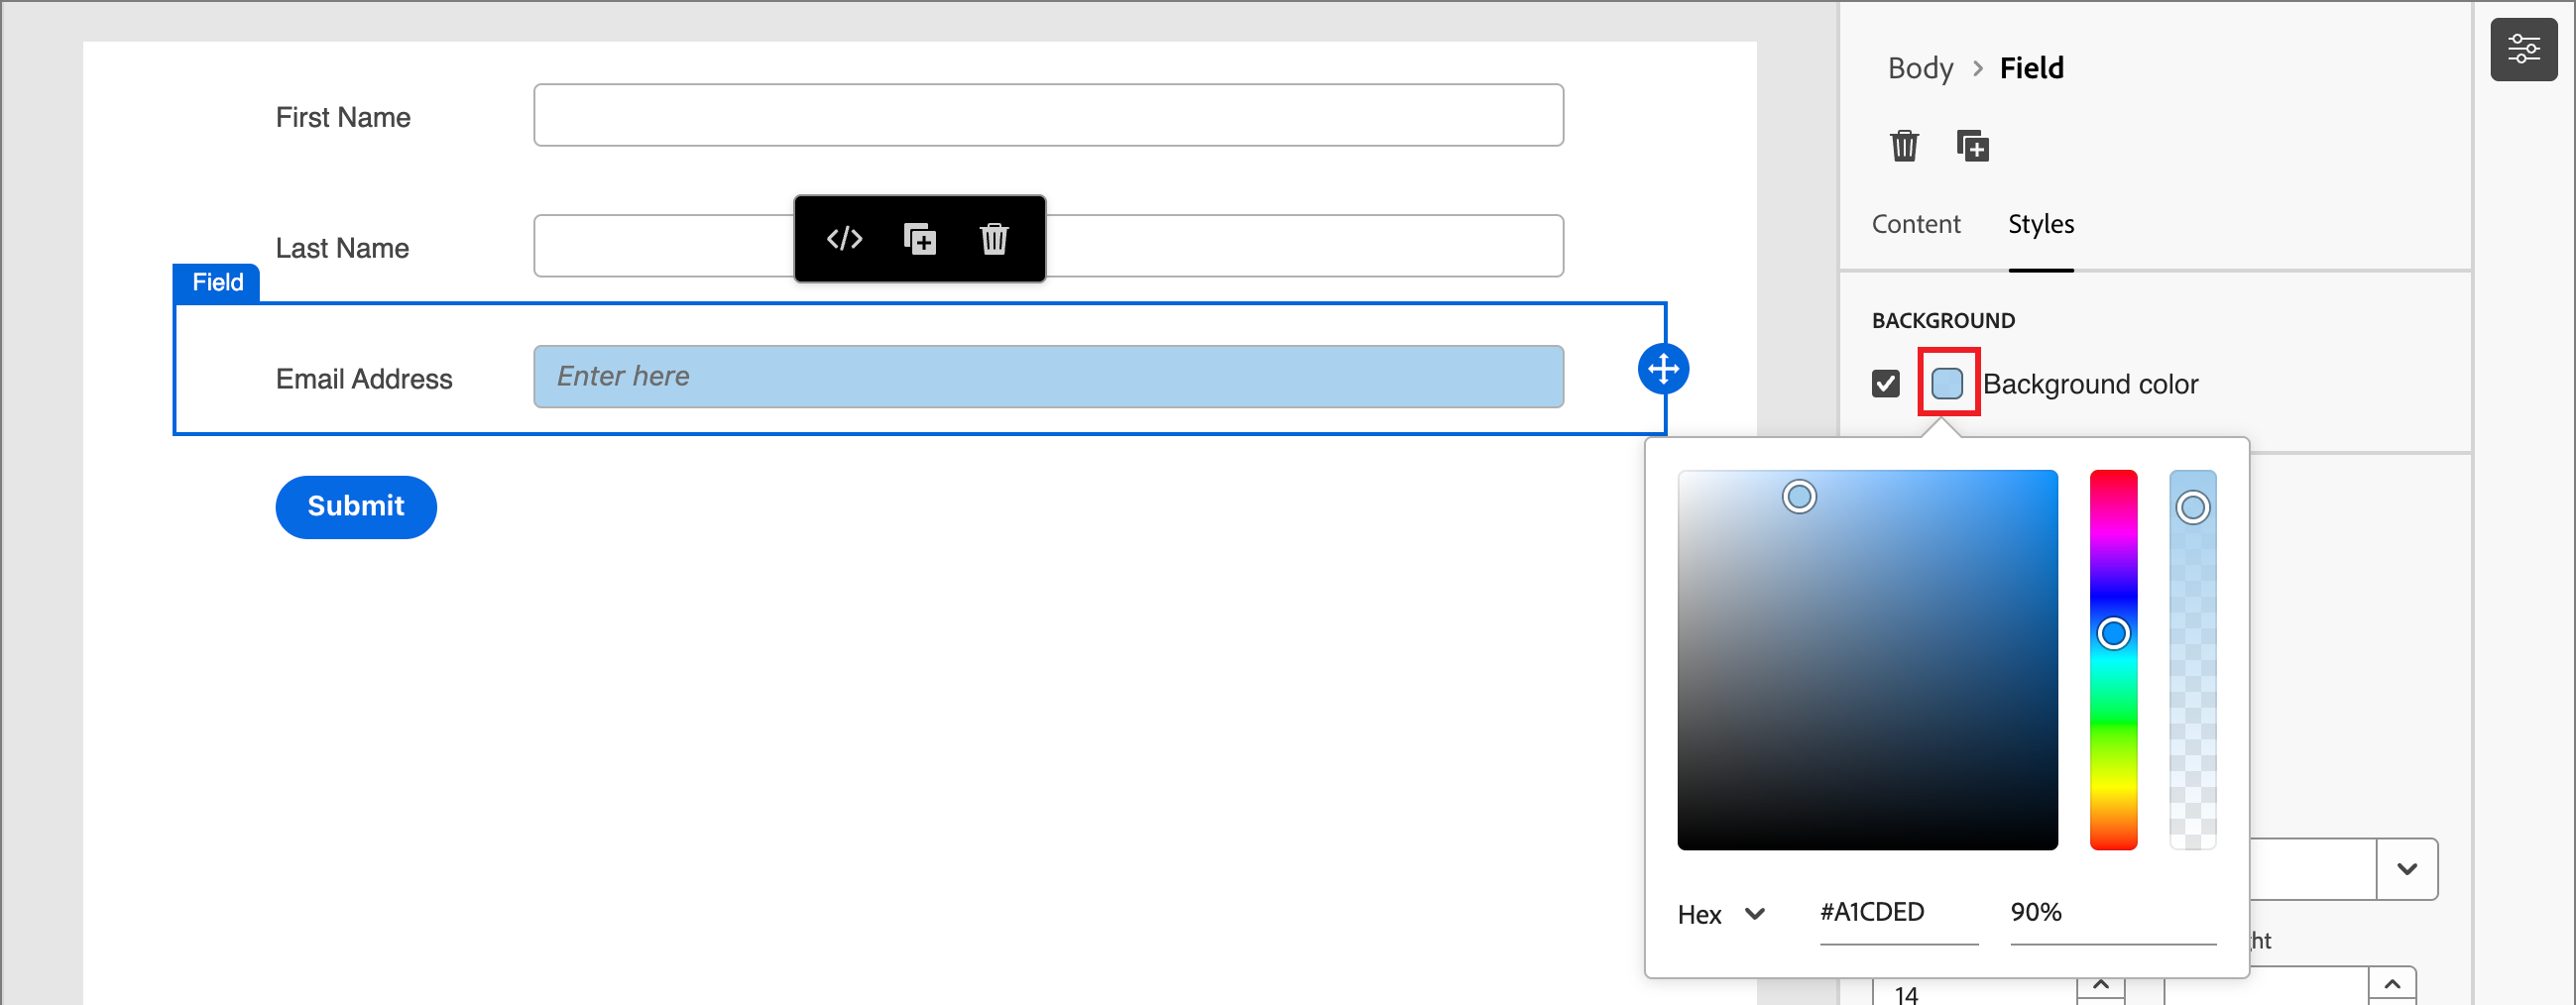 First Name
Last Name
Field
Email Address
Enter here
Submit
Body > Field
Content Styles
BACKGROUND
Background color
Hex #A1CDED 90%
ht
14